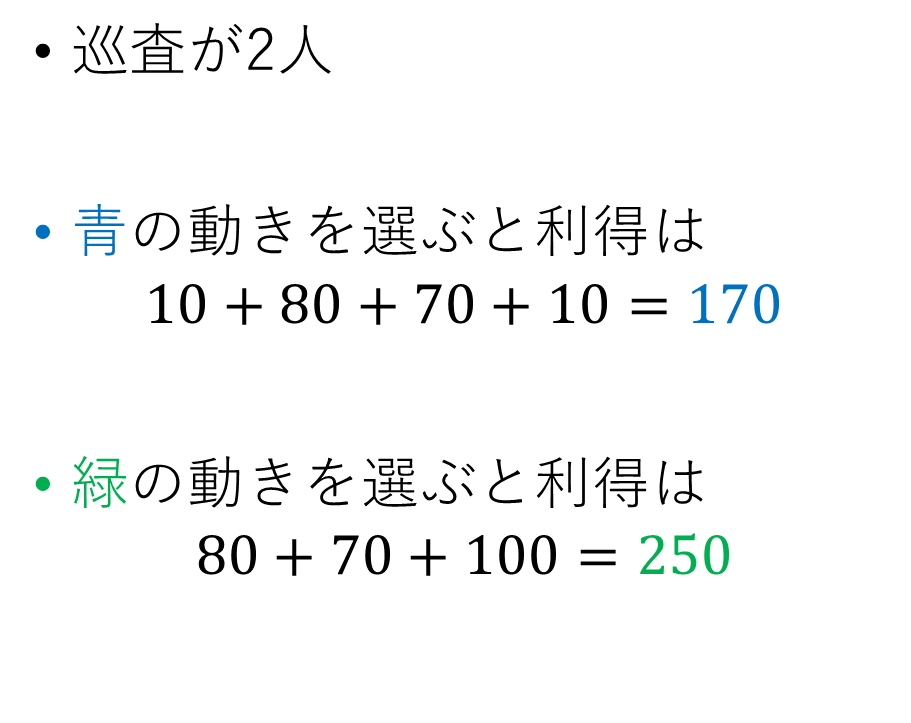 • 巡査が2人
• 青の動きを選ぶと利得は
10 + 80 + 70 + 10 = 170
• 緑の動きを選ぶと利得は
80 + 70 + 100 = 250